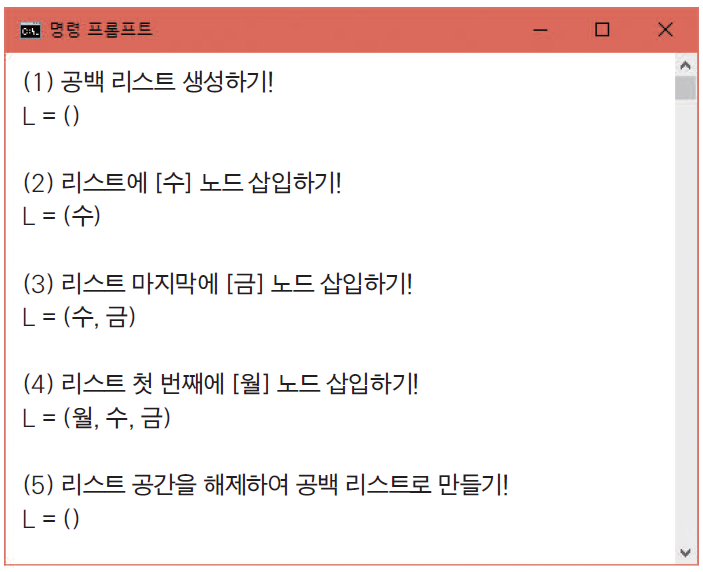 명령 프롬프트
(1) 공백 리스트 생성하기!
L = ()
(2) 리스트에 [수] 노드 삽입하기!
L = (수)
(3) 리스트 마지막에 [금] 노드 삽입하기!
L = (수, 금)
(4) 리스트 첫 번째에 [월] 노드 삽입하기!
L = (월, 수, 금)
(5) 리스트 공간을 해제하여 공백 리스트로 만들기!
L = ()